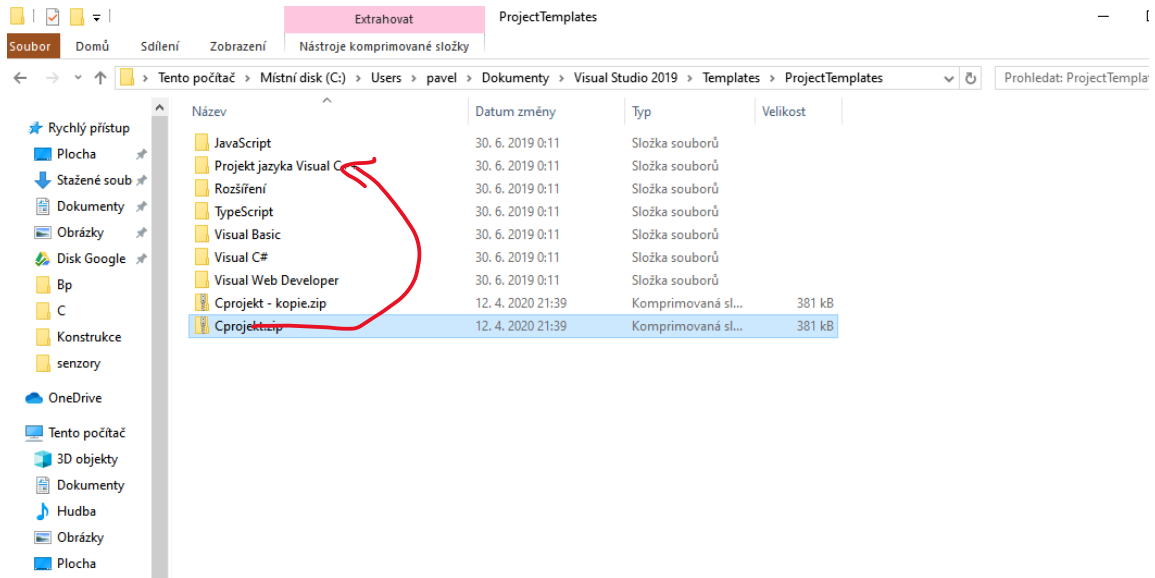 Extrahovat ProjectTemplates
Soubor Domů Sdílení Zobrazení Nástroje komprimované složky
Tento počítač › Místní disk (C:) › Users › pavel › Dokumenty › Visual Studio 2019 › Templates › ProjectTemplates Prohledat: ProjectTempla
Název Datum změny Typ Velikost
Rychlý přístup
Plocha
Stažené soub
Dokumenty
Obrázky
Disk Google
Bp
C
Konstrukce
senzory
OneDrive
Tento počítač
3D objekty
Dokumenty
Hudba
Obrázky
Plocha
JavaScript 30. 6. 2019 0:11 Složka souborů
Projekt jazyka Visual C 30. 6. 2019 0:11 Složka souborů
Rozšíření 30. 6. 2019 0:11 Složka souborů
TypeScript 30. 6. 2019 0:11 Složka souborů
Visual Basic 30. 6. 2019 0:11 Složka souborů
Visual C# 30. 6. 2019 0:11 Složka souborů
Visual Web Developer 30. 6. 2019 0:11 Složka souborů
Cprojekt - kopie.zip 12. 4. 2020 21:39 Komprimovaná sl... 381 kB
Cprojekt.zip 12. 4. 2020 21:39 Komprimovaná sl... 381 kB